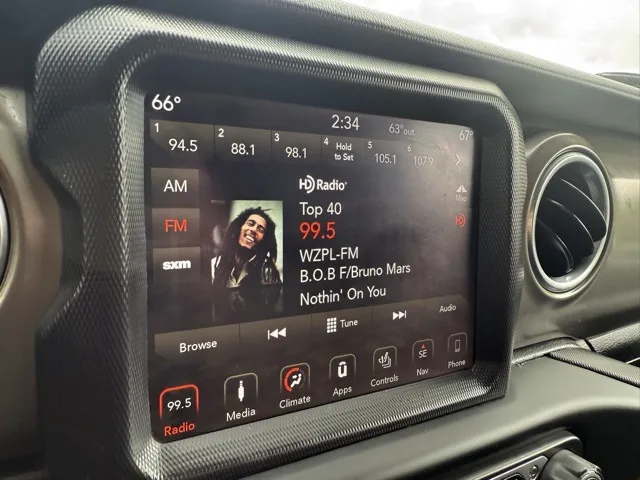 66°
2:34
63°out
67°
1 94.5
2 88.1
3 98.1
4 Hold to Set
5 105.1
6 107.9
AM
FM
sxm
HD Radio
Top 40
99.5
WZPL-FM
B.O.B F/Bruno Mars
Nothin' On You
Map
HD
Browse
Tune
Audio
99.5
Radio
Media
Climate
Apps
Controls
SE
Nav
Phone